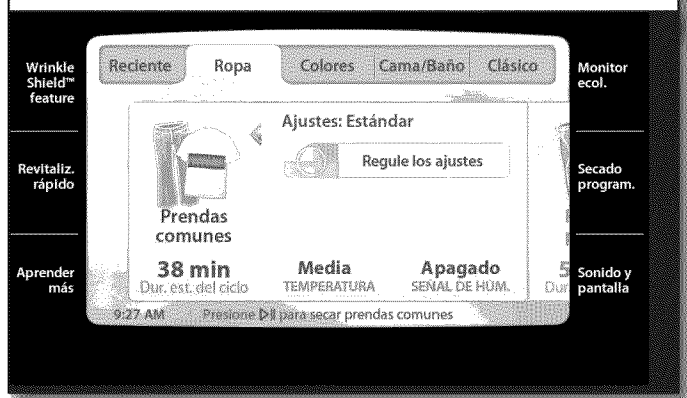 Wrinkle
Shield™
feature
Revitaliz.
rápido
Aprender
más
Reciente Ropa Colores Cama/Baño Clásico
Ajustes: Estándar
Regule los ajustes
Prendas
comunes
38 min Media Apagado 5
Dur. est. del ciclo TEMPERATURA SEÑAL DE HÚM. Dur
9:27 AM Presione ▷|| para secar prendas comunes
Monitor
ecol.
Secado
program.
Sonido y
pantalla